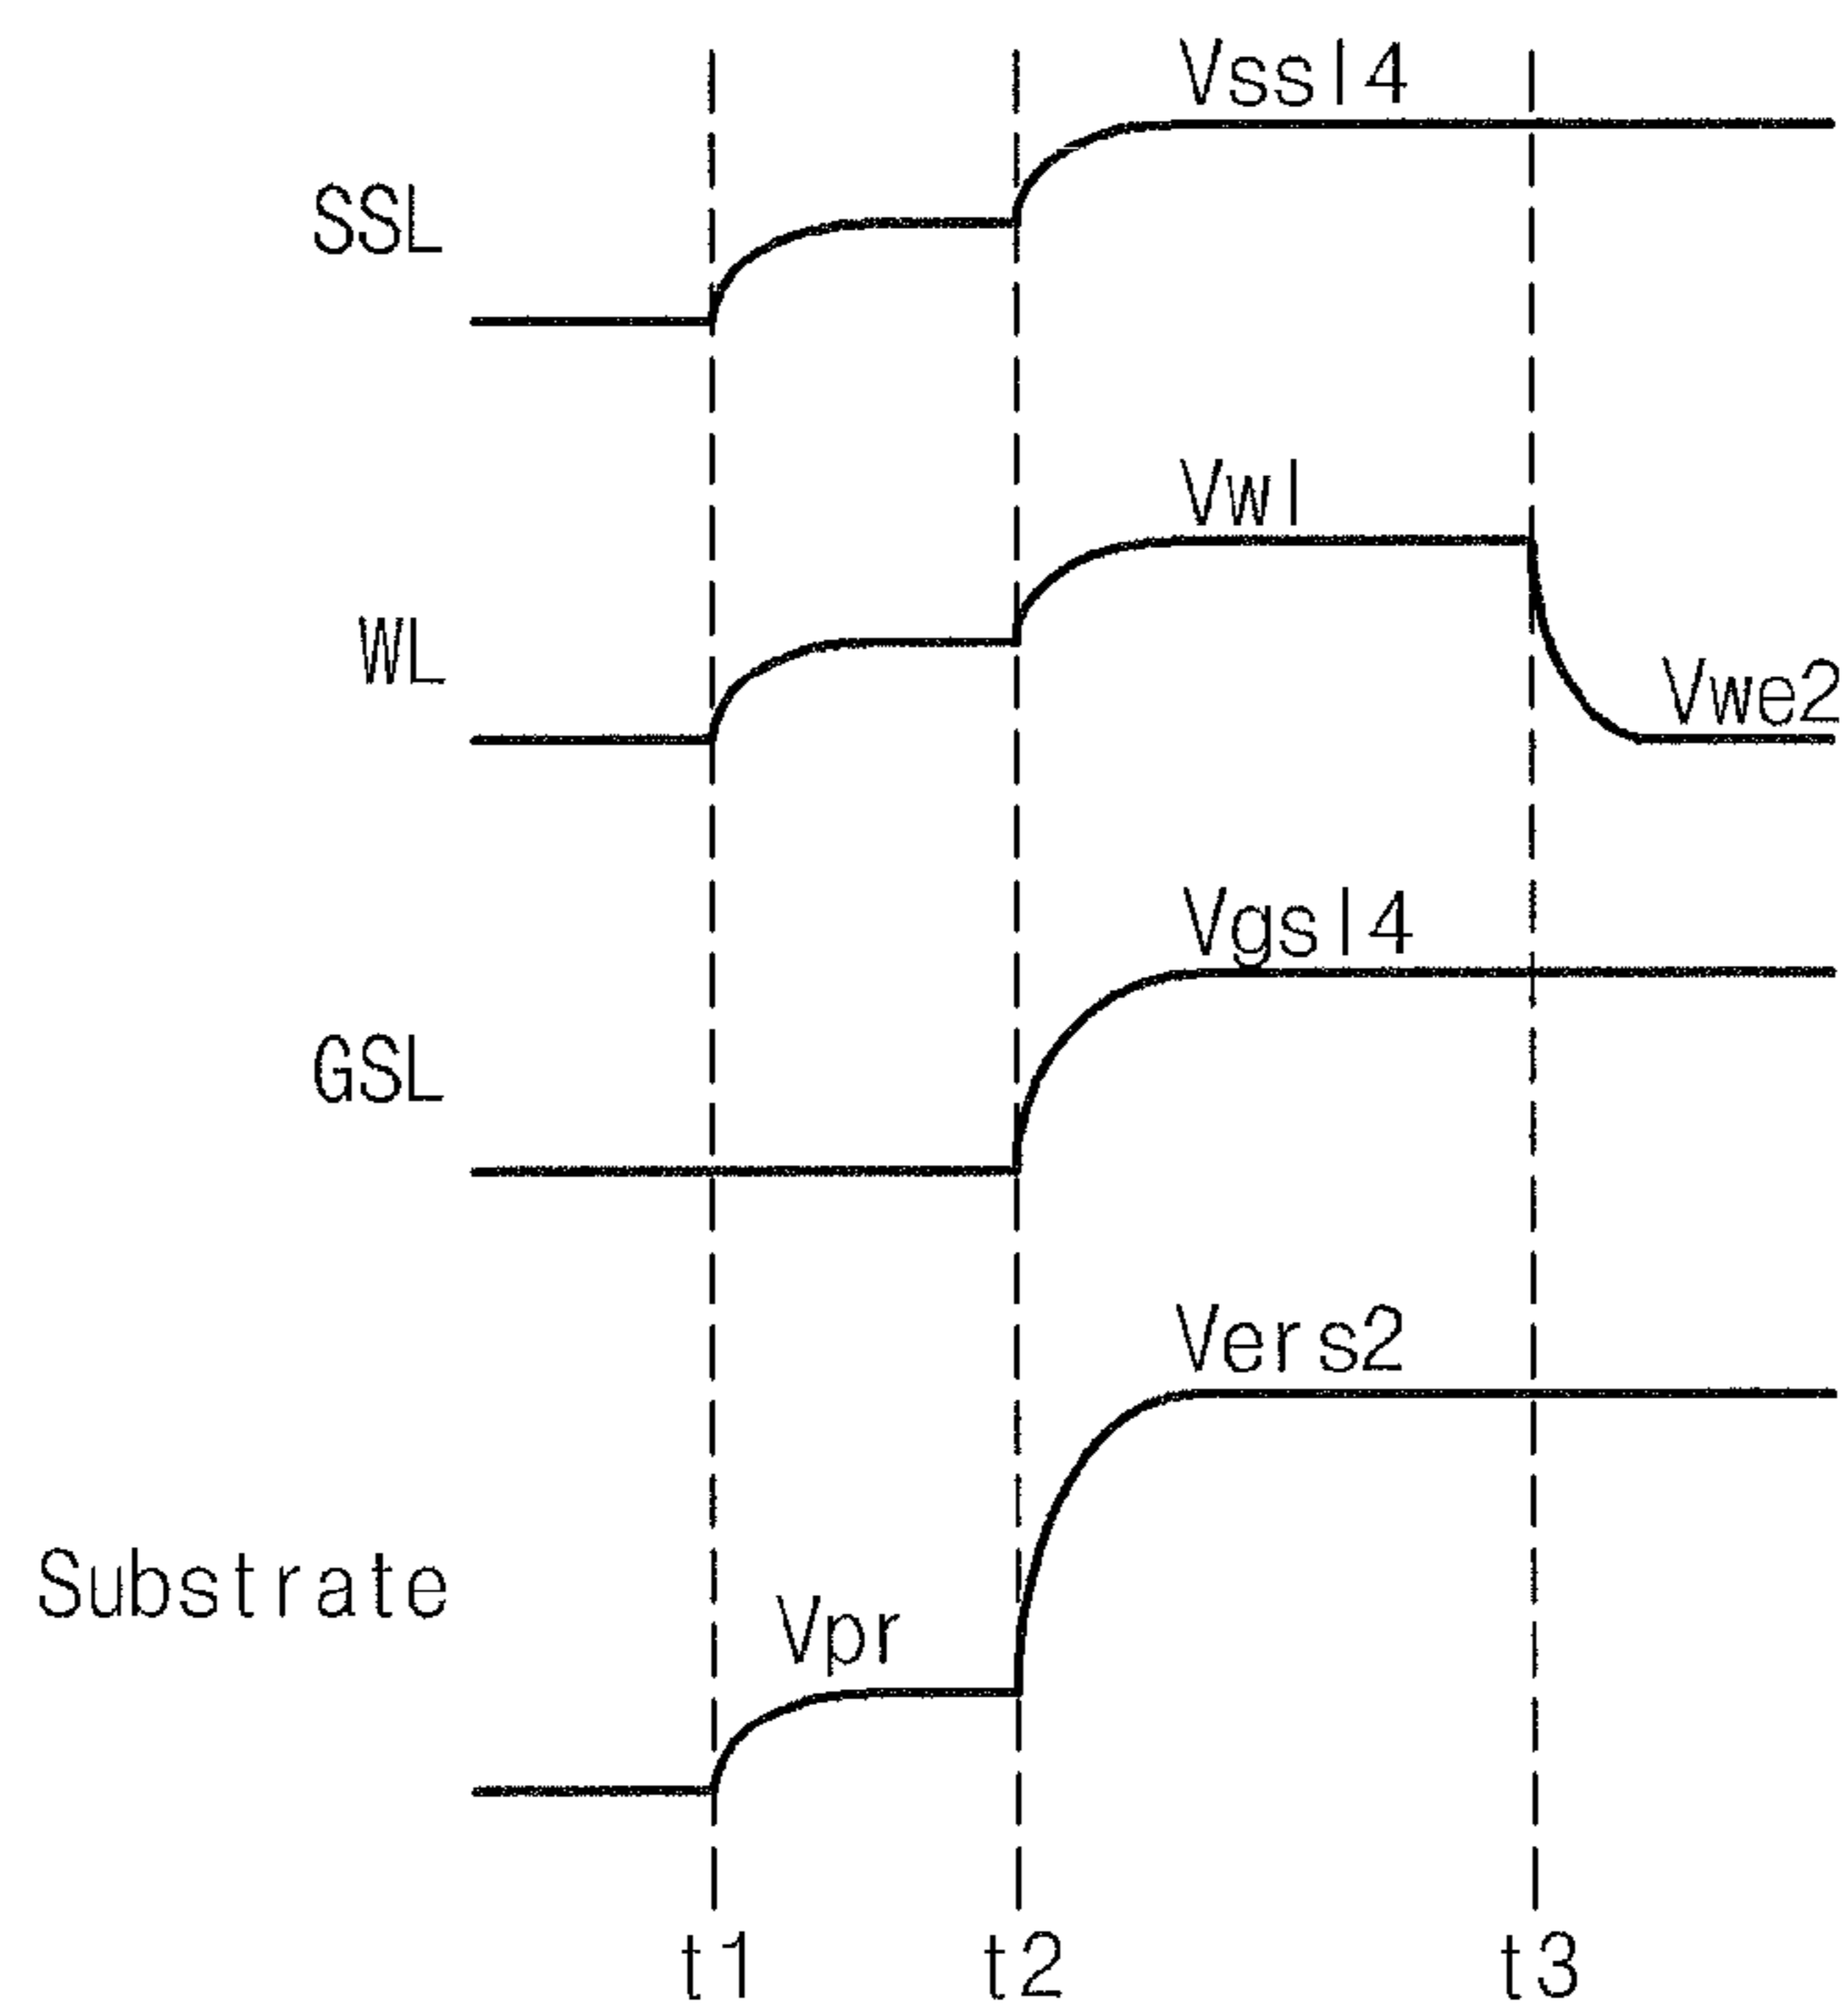 Vssl4
SSL
Vwl
WL
Vwe2
Vgsl4
GSL
Vers2
Substrate
Vpr
t1 t2 t3